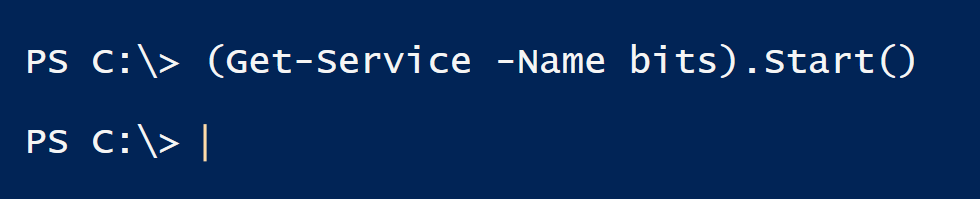 PS C:\> (Get-Service -Name bits).Start()
PS C:\>